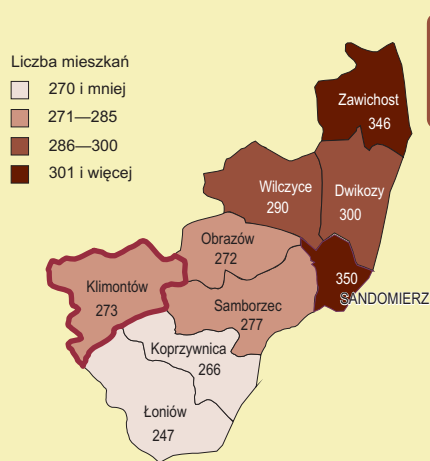 Liczba mieszkań
270 i mniej
271—285
286—300
301 i więcej
Zawichost
346
Wilczyce
290
Dwikozy
300
Obrazów
272
350
SANDOMIERZ
Klimontów
273
Samborzec
277
Koprzywnica
266
Łoniów
247